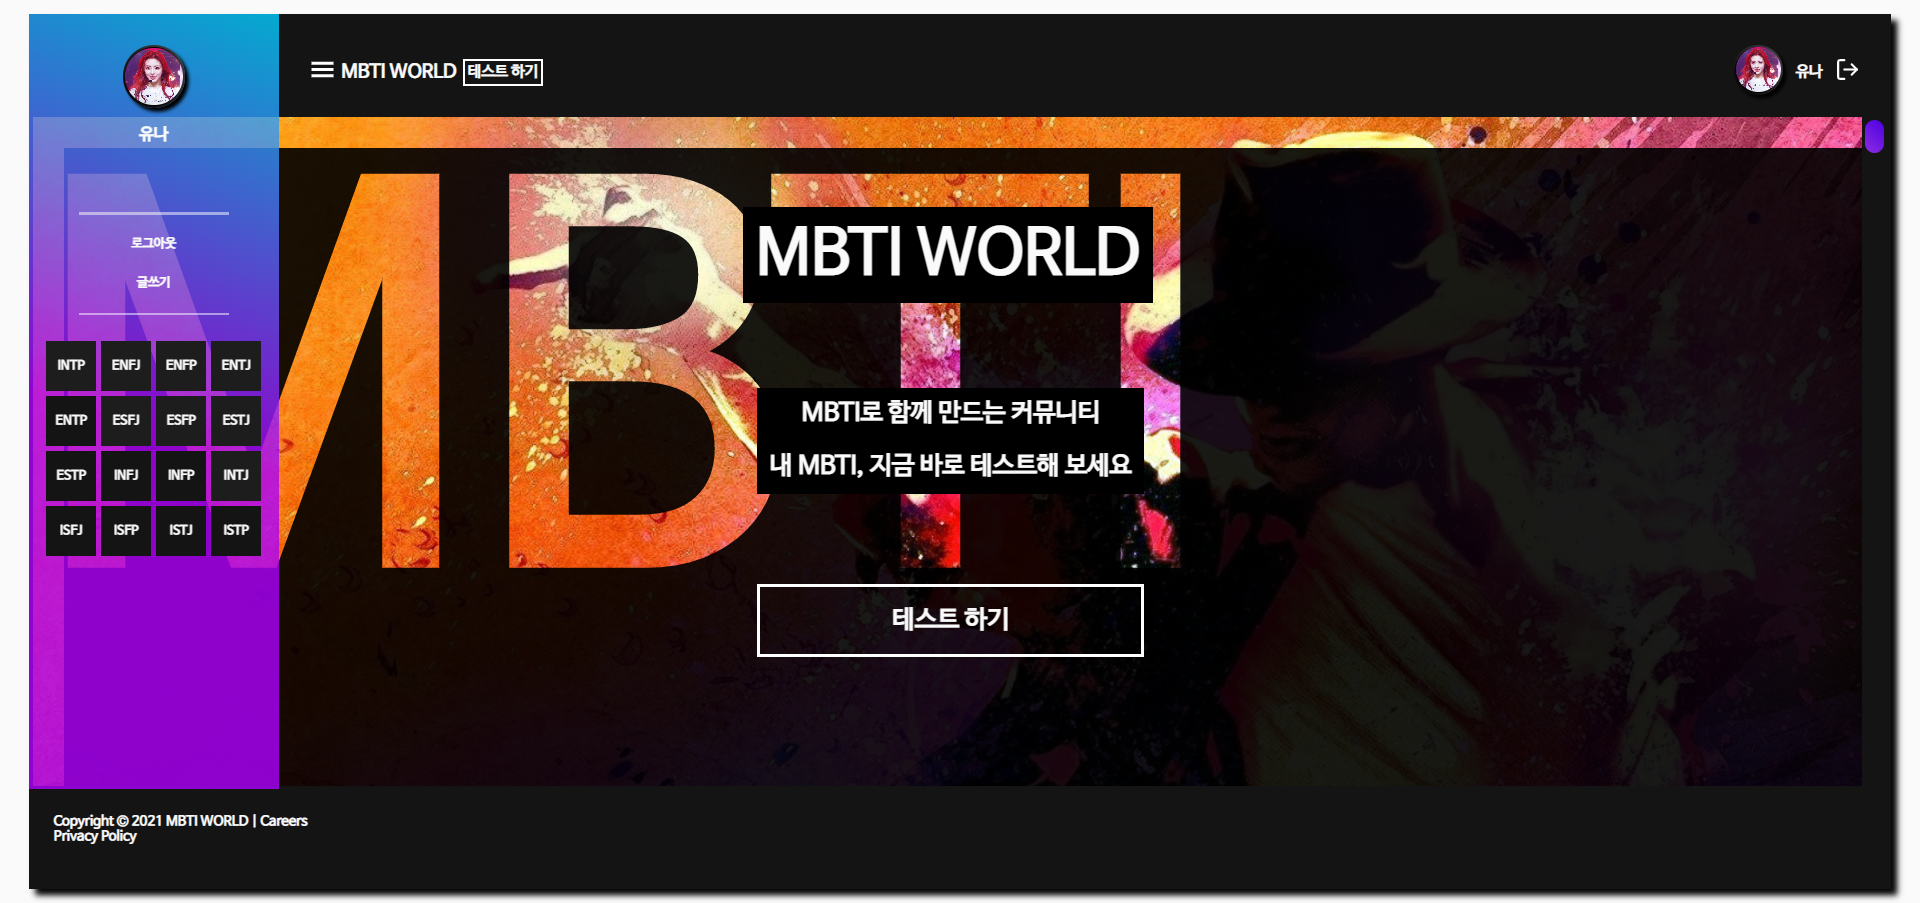 유나
로그아웃
글쓰기
INTP ENFJ ENFP ENTJ
ENTP ESFJ ESFP ESTJ
ESTP INFJ INFP INTJ
ISFJ ISFP ISTJ ISTP
MBTI WORLD 테스트 하기
유나
MBTI
MBTI WORLD
MBTI로 함께 만드는 커뮤니티
내 MBTI, 지금 바로 테스트해 보세요
테스트 하기
Copyright © 2021 MBTI WORLD | Careers
Privacy Policy